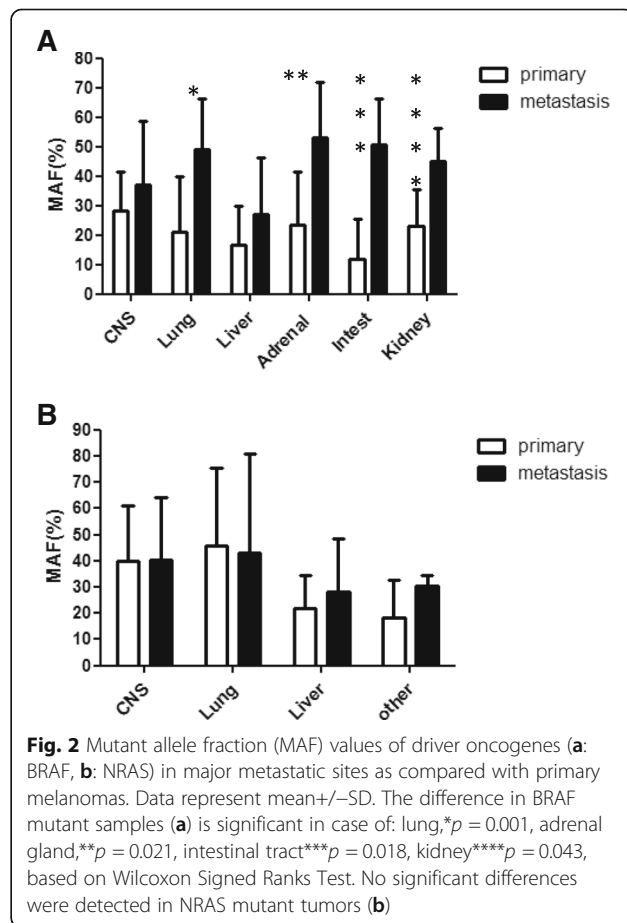 A
80
70
60
50
40
30
20
10
0
MAF(%)
*
**
*
*
*
*
*
*
*
primary
metastasis
CNS
Lung
Liver
Adrenal
Intest
Kidney
B
90
80
70
60
50
40
30
20
10
0
MAF(%)
primary
metastasis
CNS
Lung
Liver
other
Fig. 2 Mutant allele fraction (MAF) values of driver oncogenes (a:
BRAF, b: NRAS) in major metastatic sites as compared with primary
melanomas. Data represent mean+/−SD. The difference in BRAF
mutant samples (a) is significant in case of: lung,*p = 0.001, adrenal
gland,**p = 0.021, intestinal tract***p = 0.018, kidney****p = 0.043,
based on Wilcoxon Signed Ranks Test. No significant differences
were detected in NRAS mutant tumors (b)